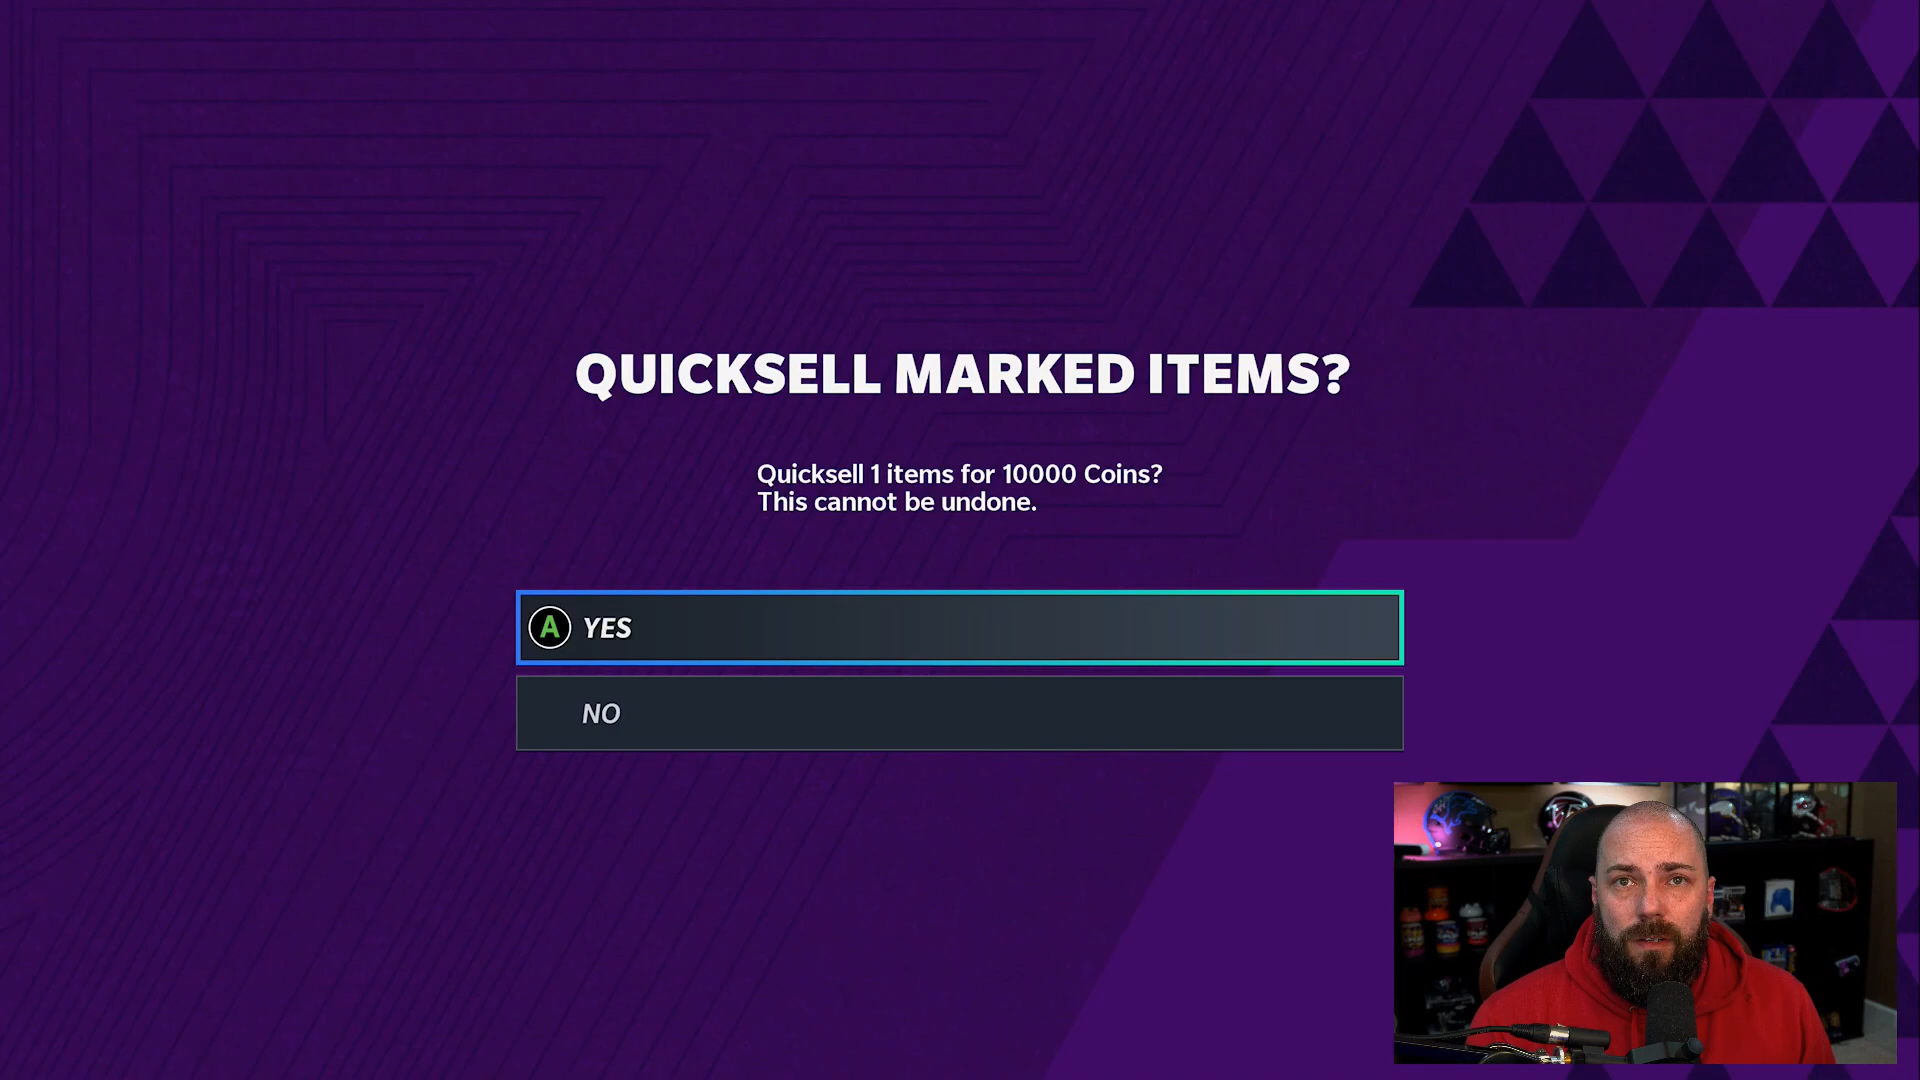 QUICKSELL MARKED ITEMS?
Quicksell 1 items for 10000 Coins?
This cannot be undone.
A YES
NO